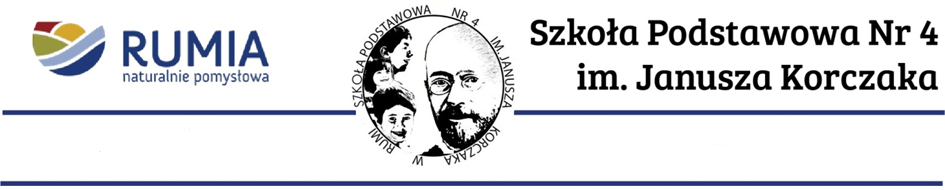 RUMIA
naturalnie pomysłowa
SZKOŁA PODSTAWOWA NR 4 IM. JANUSZA KORCZAKA W RUMI
Szkoła Podstawowa Nr 4
im. Janusza Korczaka